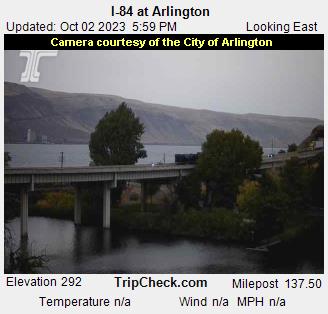 I-84 at Arlington
Updated: Oct 02 2023 5:59 PM Looking East
Camera courtesy of the City of Arlington
Elevation 292 TripCheck.com Milepost 137.50
Temperature n/a Wind n/a MPH n/a